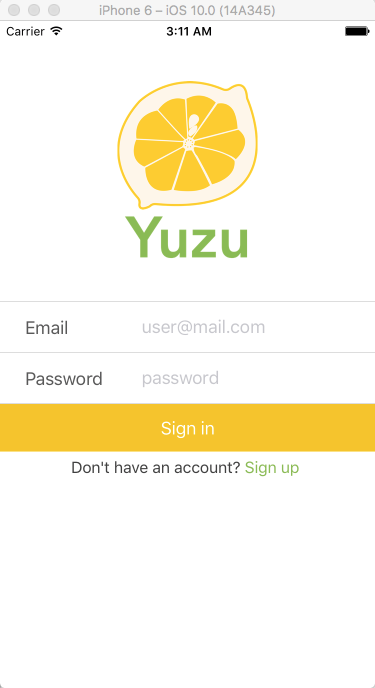 iPhone 6 – iOS 10.0 (14A345)
Carrier 3:11 AM
Yuzu
Email user@mail.com
Password password
Sign in
Don't have an account? Sign up